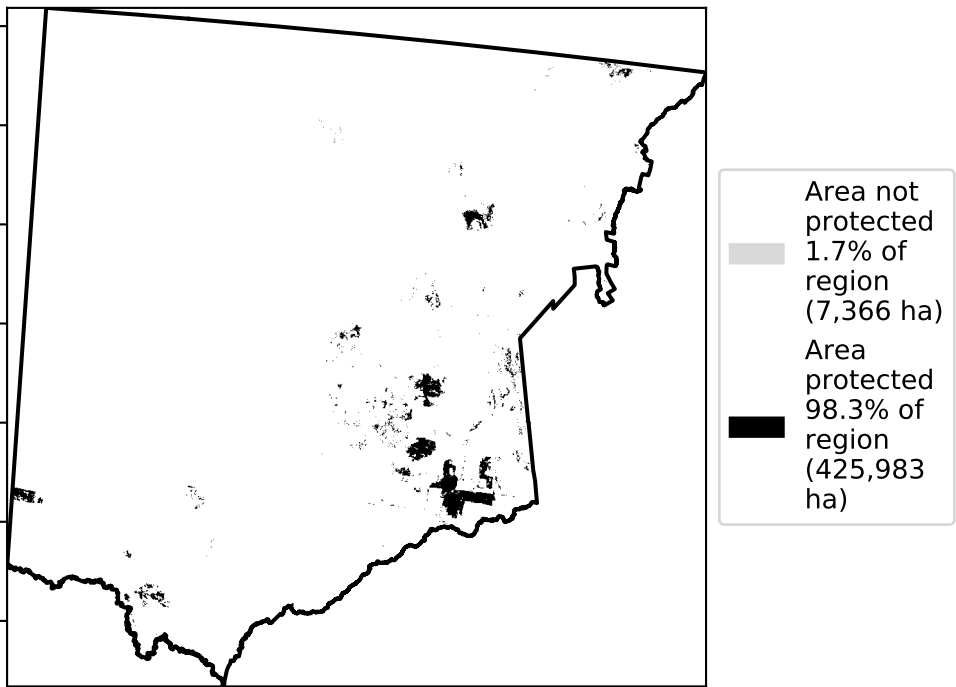 Area not
protected
1.7% of
region
(7,366 ha)
Area
protected
98.3% of
region
(425,983
ha)